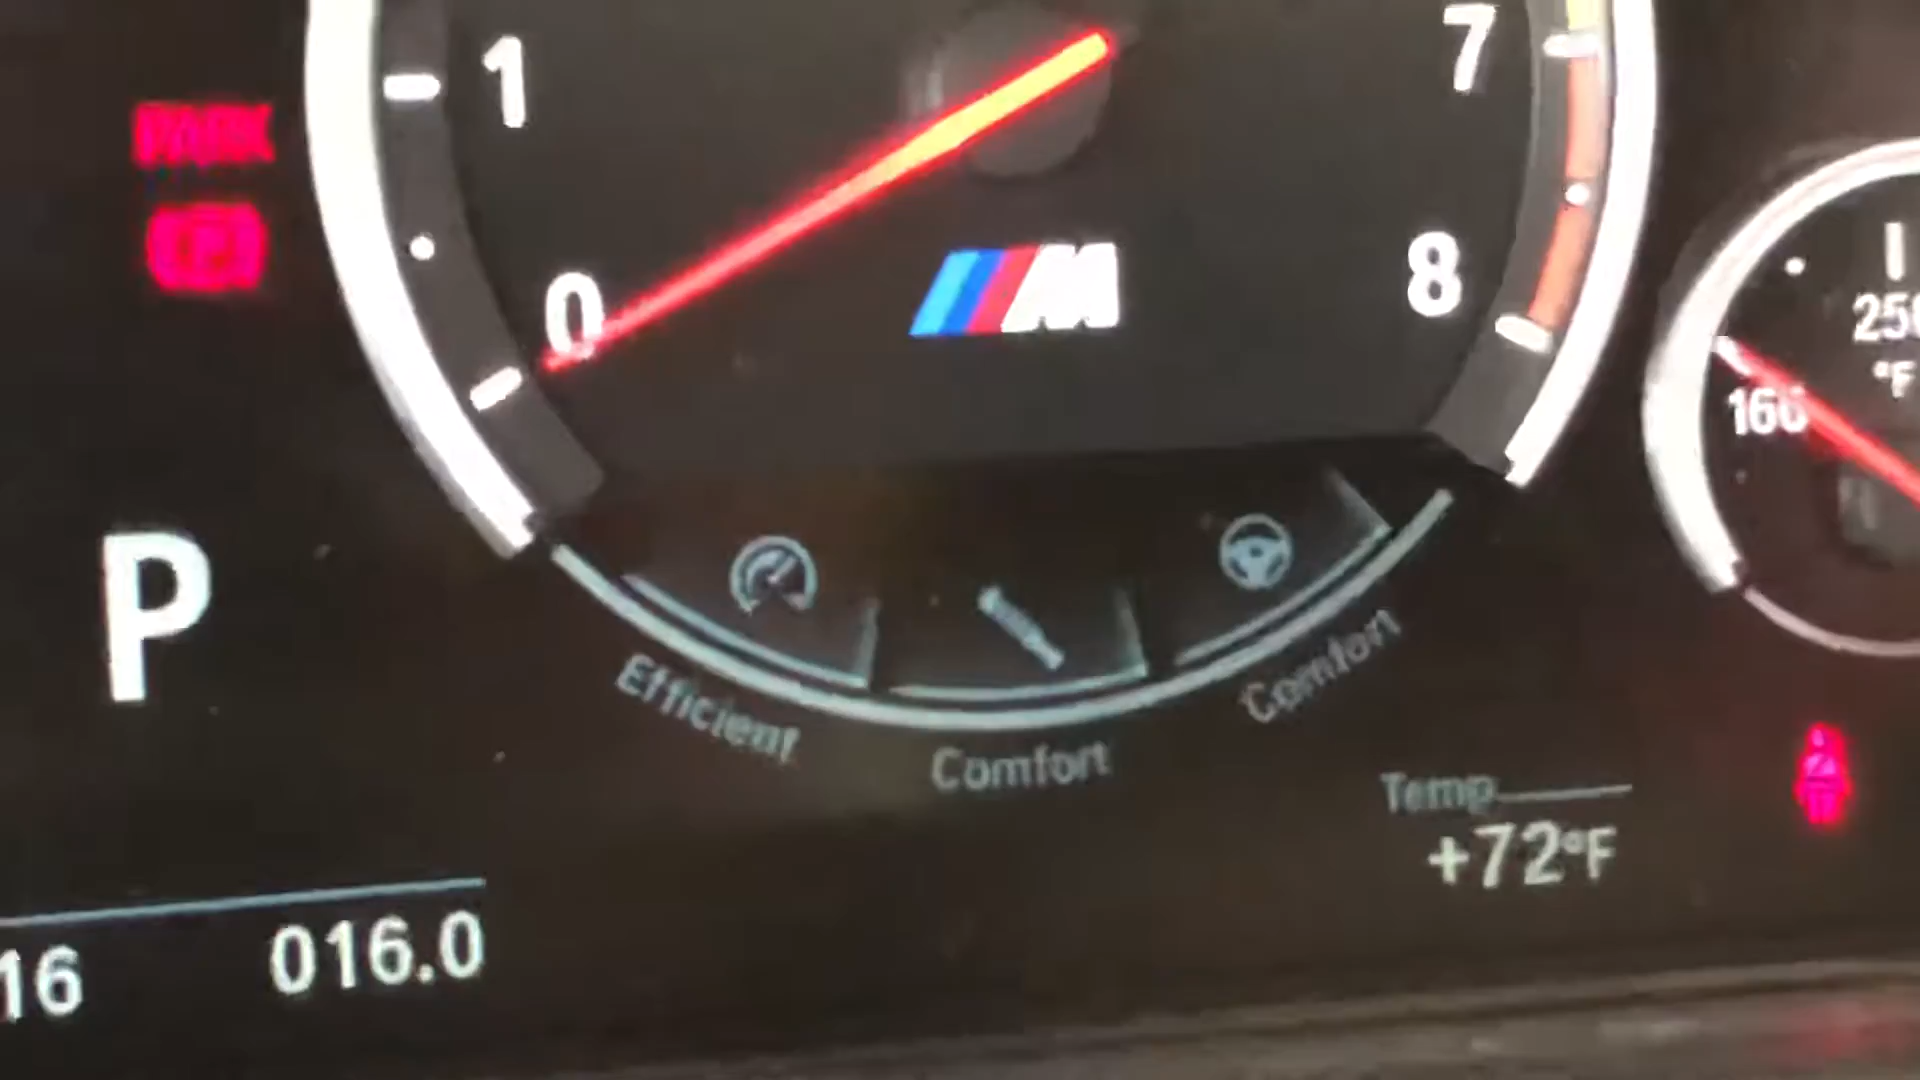 1
7
PARK
P
0
M
8
250
°F
160
P
Efficient
Comfort
Comfort
Temp
+72°F
16
016.0